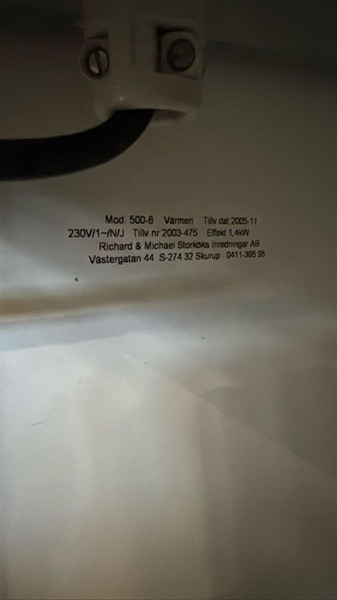 Mod 500-6 Värmen Tillv dat 2005-11
230V/1~/N/J Tillv nr 2003-475 Effekt 1,4kW
Richard & Michael Storköks Inredningar AB
Västergatan 44 S-274 32 Skurup 0411-395 95